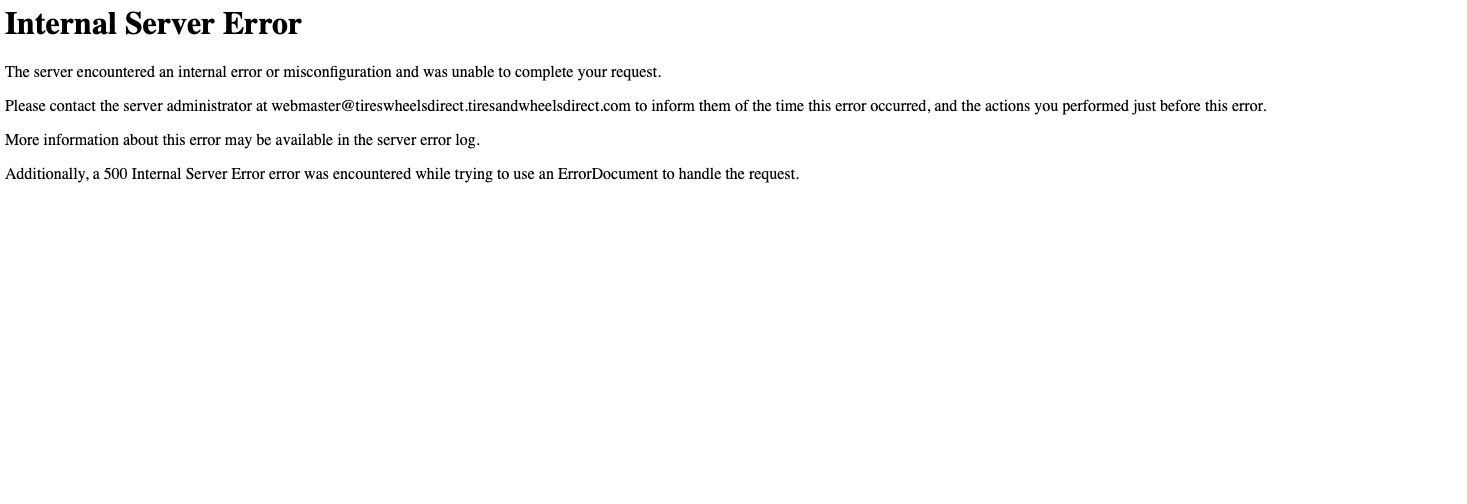 Internal Server Error
The server encountered an internal error or misconfiguration and was unable to complete your request.
Please contact the server administrator at webmaster@tireswheelsdirect.tiresandwheelsdirect.com to inform them of the time this error occurred, and the actions you performed just before this error.
More information about this error may be available in the server error log.
Additionally, a 500 Internal Server Error error was encountered while trying to use an ErrorDocument to handle the request.